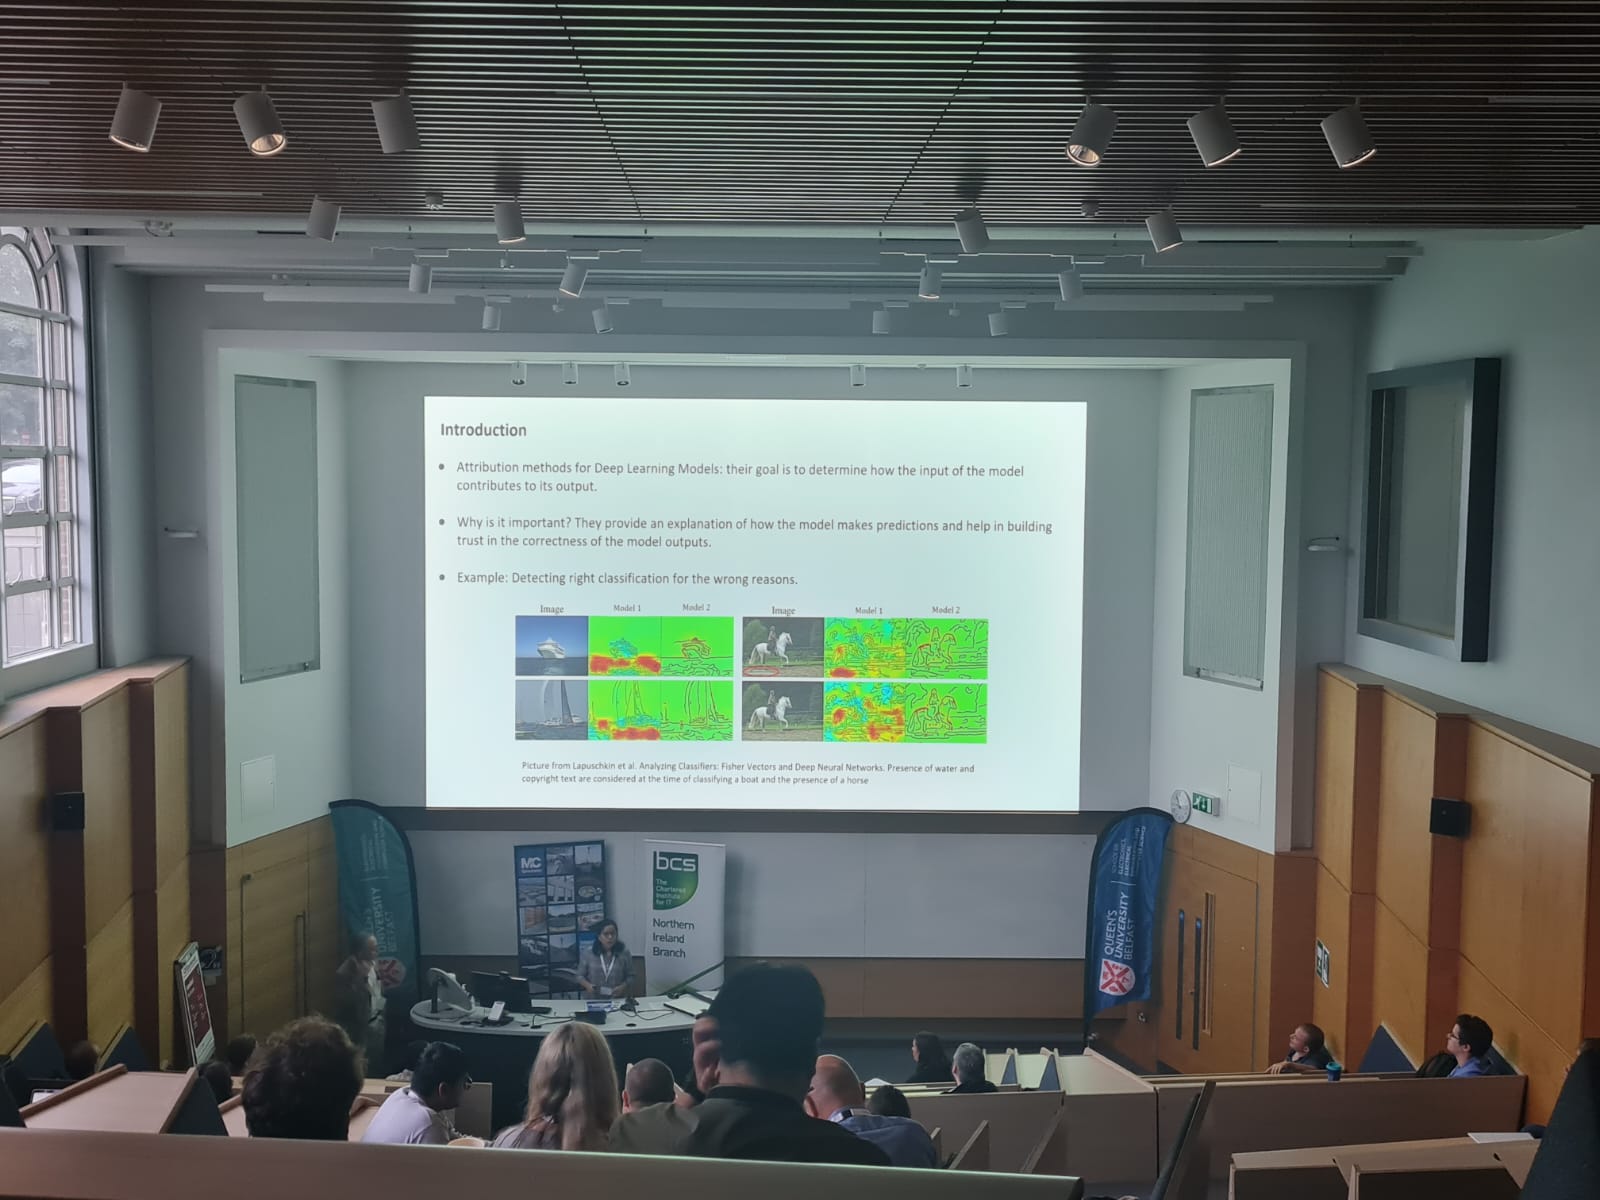 Introduction
Attribution methods for Deep Learning Models: their goal is to determine how the input of the model
contributes to its output.
Why is it important? They provide an explanation of how the model makes predictions and help in building
trust in the correctness of the model outputs.
Example: Detecting right classification for the wrong reasons.
Image Model 1 Model 2 Image Model 1 Model 2
Picture from Lapuschkin et al. Analyzing Classifiers: Fisher Vectors and Deep Neural Networks. Presence of water and
copyright text are considered at the time of classifying a boat and the presence of a horse
MC
bcs
The
Chartered
Institute
for IT
Northern
Ireland
Branch
UNIVERSITY
QUEEN'S
UNIVERSITY
BELFAST